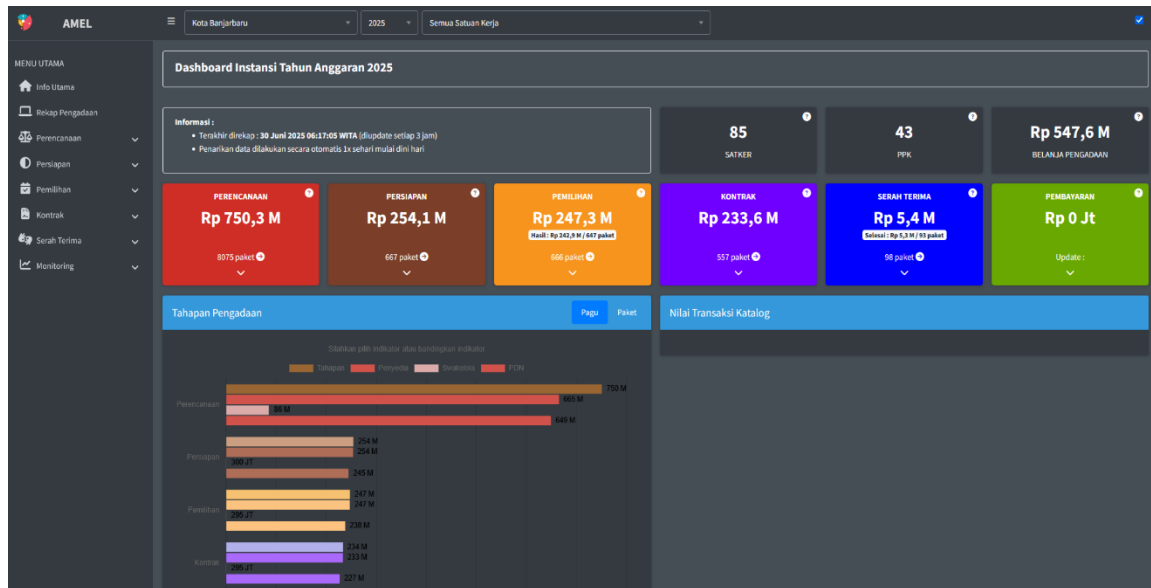 AMEL
Kota Banjarbaru
2025
Semua Satuan Kerja
MENU UTAMA
Info Utama
Rekap Pengadaan
Perencanaan
Persiapan
Pemilihan
Kontrak
Serah Terima
Monitoring
Dashboard Instansi Tahun Anggaran 2025
Informasi :
Terakhir direkap : 30 Juni 2025 06:17:05 WITA (diupdate setiap 3 jam)
Penarikan data dilakukan secara otomatis 1x sehari mulai dini hari
85
SATKER
43
PPK
Rp 547,6 M
BELANJA PENGADAAN
PERENCANAAN
Rp 750,3 M
8075 paket
PERSIAPAN
Rp 254,1 M
667 paket
PEMILIHAN
Rp 247,3 M
Hasil : Rp 242,9 M / 647 paket
666 paket
KONTRAK
Rp 233,6 M
557 paket
SERAH TERIMA
Rp 5,4 M
Selesai : Rp 5,3 M / 93 paket
98 paket
PEMBAYARAN
Rp 0 Jt
Update :
Tahapan Pengadaan
Pagu
Paket
Silahkan pilih indikator atau bandingkan indikator
Tahapan
Penyedia
Swakelola
PDN
Perencanaan
750 M
665 M
86 M
649 M
Persiapan
254 M
254 M
380 JT
245 M
Pemilihan
247 M
247 M
295 JT
238 M
Kontrak
234 M
233 M
295 JT
227 M
Nilai Transaksi Katalog